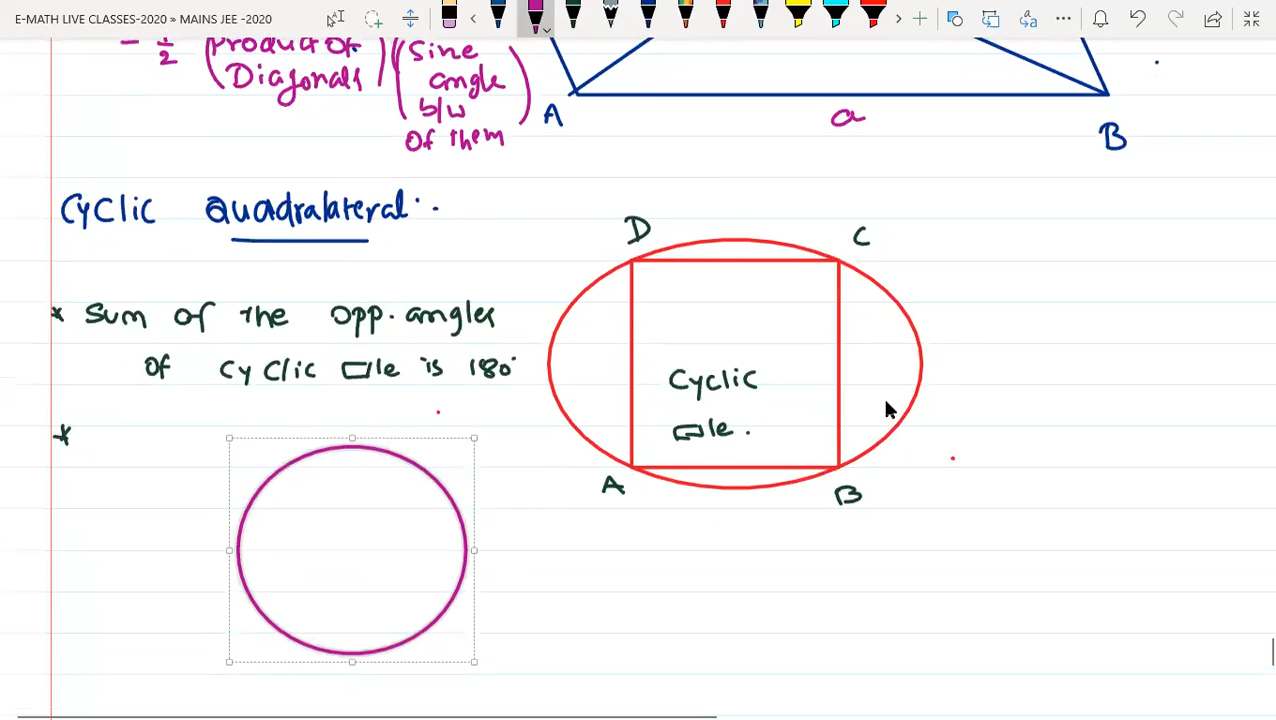 E-MATH LIVE CLASSES-2020 » MAINS JEE -2020
- 1/2 (Product Of Diagonals) (Sine angle b/w Of them)
A
a
B
Cyclic quadralateral
D
C
* Sum of the opp. angles
of cyclic ▭le is 180°
Cyclic
▭le.
*
A
B